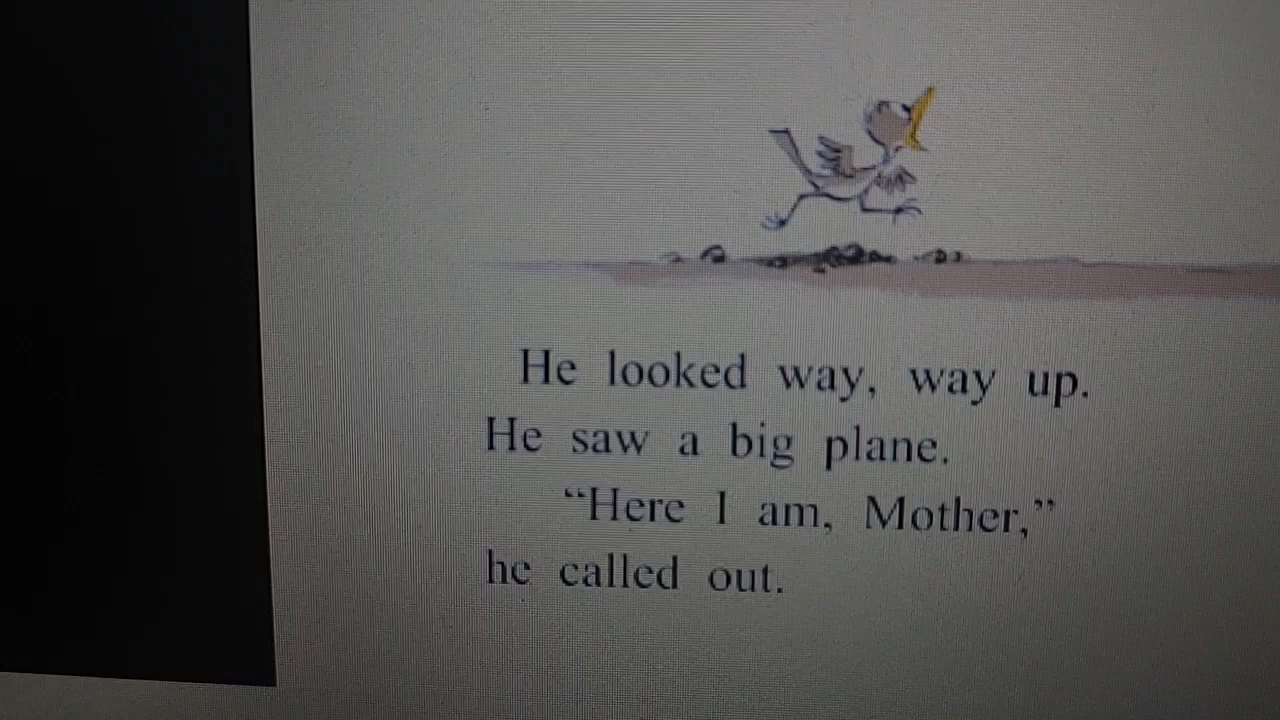 He looked way, way up.
He saw a big plane.
“Here I am, Mother,”
he called out.